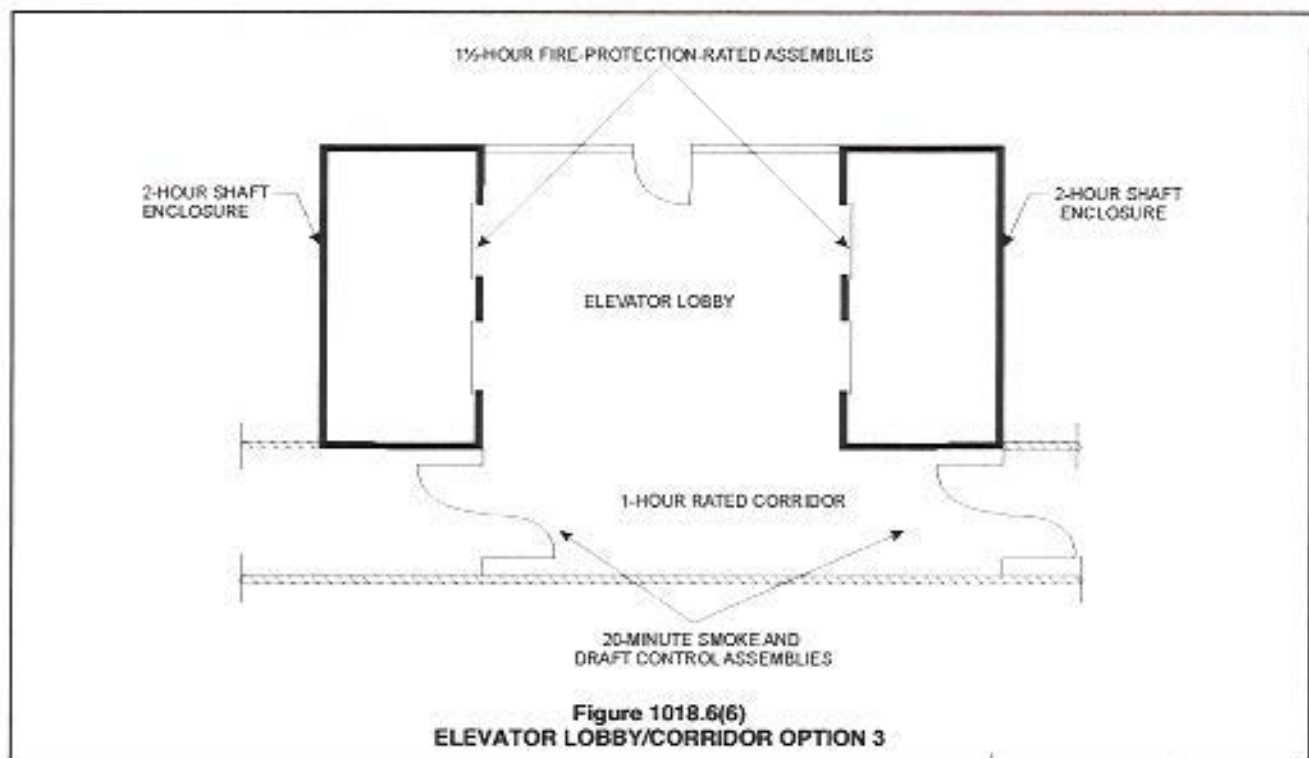 1½-HOUR FIRE-PROTECTION-RATED ASSEMBLIES
2-HOUR SHAFT
ENCLOSURE
2-HOUR SHAFT
ENCLOSURE
ELEVATOR LOBBY
1-HOUR RATED CORRIDOR
20-MINUTE SMOKE AND
DRAFT CONTROL ASSEMBLIES
Figure 1018.6(6)
ELEVATOR LOBBY/CORRIDOR OPTION 3